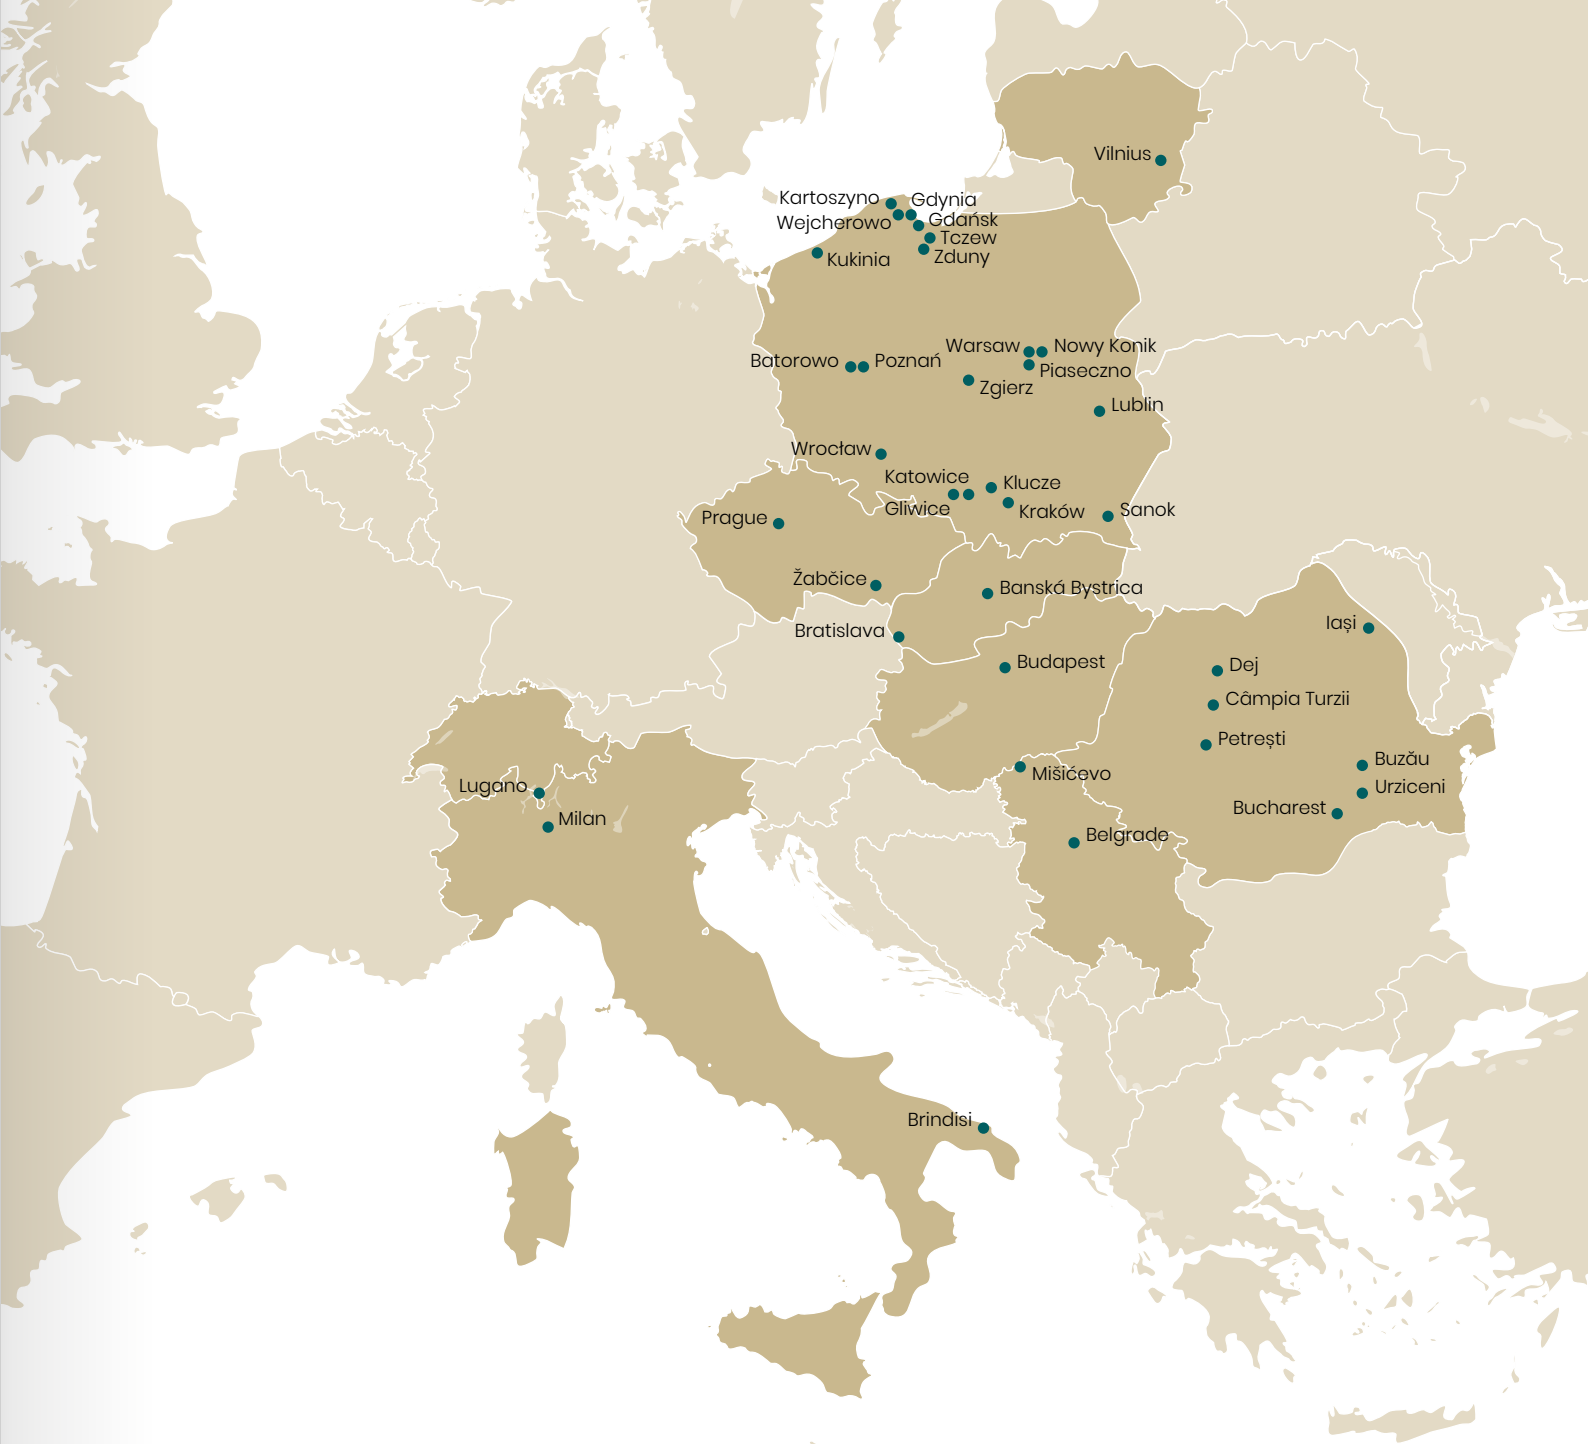 Vilnius
Kartoszyno
Gdynia
Wejcherowo
Gdańsk
Tczew
Zduny
Kukinia
Warsaw
Nowy Konik
Batorowo
Poznań
Piaseczno
Zgierz
Lublin
Wrocław
Katowice
Klucze
Gliwice
Kraków
Sanok
Prague
Žabčice
Banská Bystrica
Bratislava
Iași
Budapest
Dej
Câmpia Turzii
Petrești
Buzău
Mišićevo
Lugano
Urziceni
Bucharest
Milan
Belgrade
Brindisi